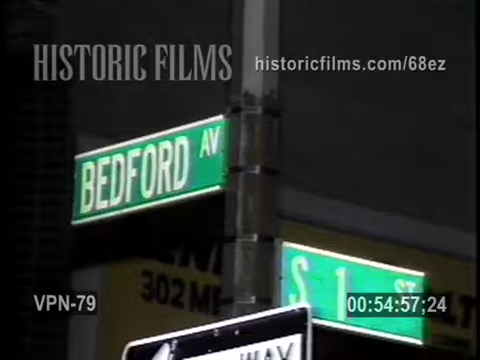 HISTORIC FILMS
historicfilms.com/68ez
BEDFORD AV
S 1 ST
302 M
VPN-79
00:54:57;24
WAY